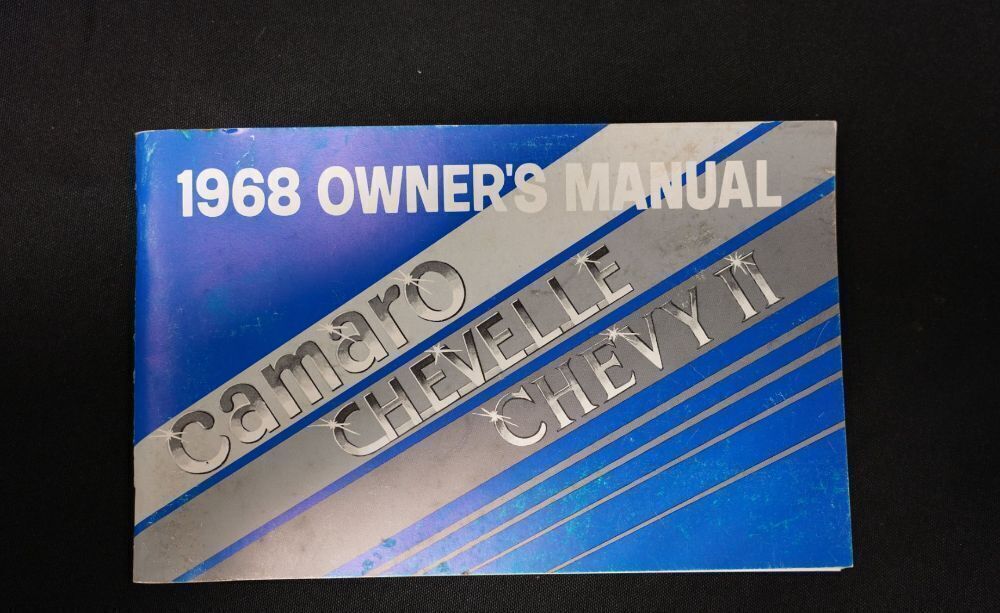 1968 OWNER'S MANUAL
camaro
CHEVELLE
CHEVY II